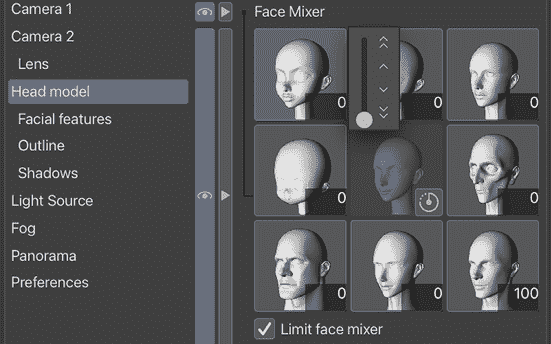 Camera 1
Face Mixer
Camera 2
Lens
Head model
Facial features
Outline
Shadows
Light Source
Fog
Panorama
Preferences
0
0
0
0
0
0
0
100
Limit face mixer